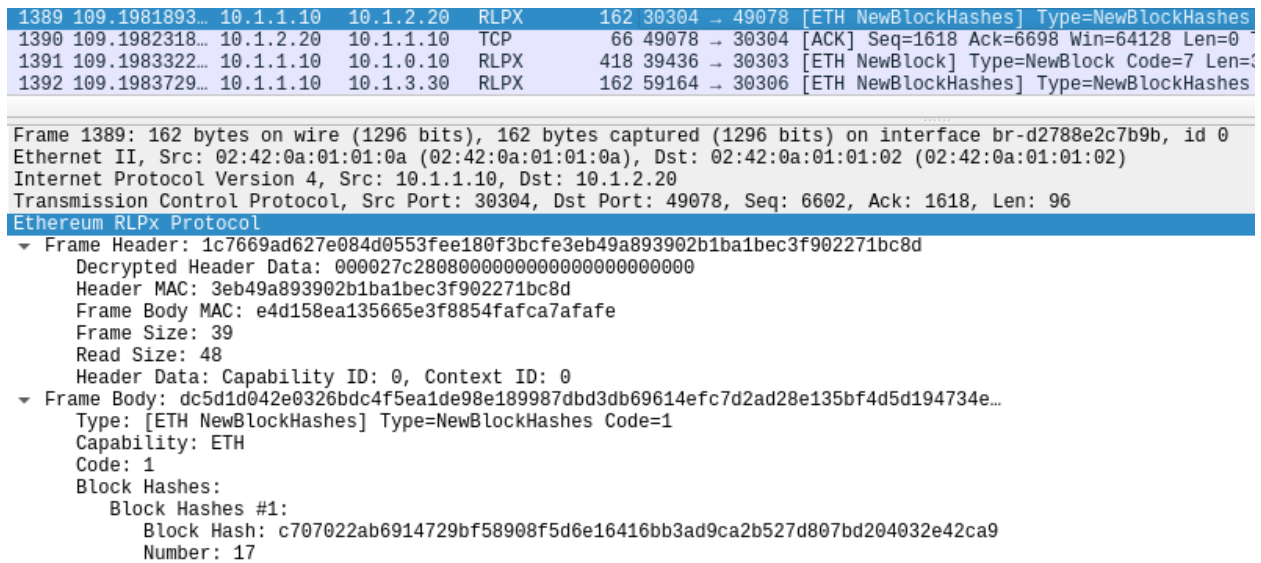 1389 109.1981893… 10.1.1.10 10.1.2.20 RLPX 162 30304 → 49078 [ETH NewBlockHashes] Type=NewBlockHashes
1390 109.1982318… 10.1.2.20 10.1.1.10 TCP 66 49078 → 30304 [ACK] Seq=1618 Ack=6698 Win=64128 Len=0
1391 109.1983322… 10.1.1.10 10.1.0.10 RLPX 418 39436 → 30303 [ETH NewBlock] Type=NewBlock Code=7 Len=
1392 109.1983729… 10.1.1.10 10.1.3.30 RLPX 162 59164 → 30306 [ETH NewBlockHashes] Type=NewBlockHashes
Frame 1389: 162 bytes on wire (1296 bits), 162 bytes captured (1296 bits) on interface br-d2788e2c7b9b, id 0
Ethernet II, Src: 02:42:0a:01:01:0a (02:42:0a:01:01:0a), Dst: 02:42:0a:01:01:02 (02:42:0a:01:01:02)
Internet Protocol Version 4, Src: 10.1.1.10, Dst: 10.1.2.20
Transmission Control Protocol, Src Port: 30304, Dst Port: 49078, Seq: 6602, Ack: 1618, Len: 96
Ethereum RLPx Protocol
Frame Header: 1c7669ad627e084d0553fee180f3bcfe3eb49a893902b1ba1bec3f902271bc8d
Decrypted Header Data: 000027c2808000000000000000000000
Header MAC: 3eb49a893902b1ba1bec3f902271bc8d
Frame Body MAC: e4d158ea135665e3f8854fafca7afafe
Frame Size: 39
Read Size: 48
Header Data: Capability ID: 0, Context ID: 0
Frame Body: dc5d1d042e0326bdc4f5ea1de98e189987dbd3db69614efc7d2ad28e135bf4d5d194734e…
Type: [ETH NewBlockHashes] Type=NewBlockHashes Code=1
Capability: ETH
Code: 1
Block Hashes:
Block Hashes #1:
Block Hash: c707022ab6914729bf58908f5d6e16416bb3ad9ca2b527d807bd204032e42ca9
Number: 17